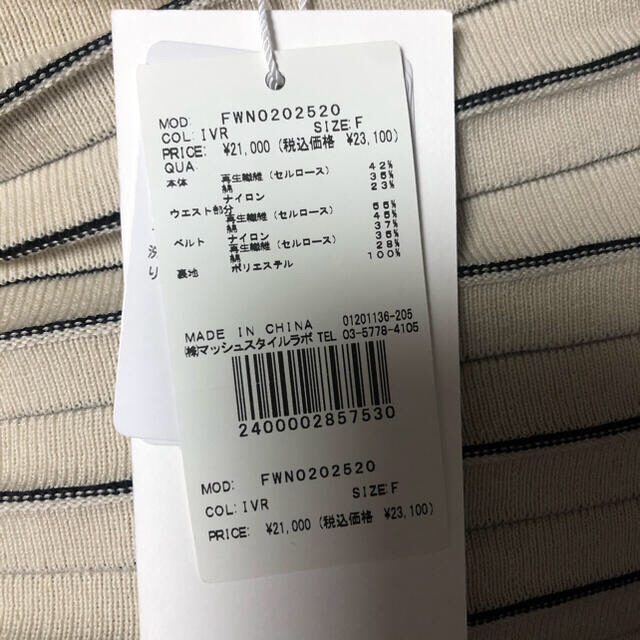 MOD: FWNO202520
COL: IVR SIZE:F
PRICE: ¥21,000 (税込価格 ¥23,100)
QUA:
本体 再生繊維 (セルロース) 42%
綿 35%
ナイロン 23%
ウエスト部分 55%
再生繊維 (セルロース) 45%
綿 37%
ベルト ナイロン 35%
再生繊維 (セルロース) 28%
綿 100%
裏地 ポリエステル
MADE IN CHINA 01201136-205
㈱マッシュスタイルラボ TEL 03-5778-4105
2400002857530
MOD: FWNO202520
COL: IVR SIZE:F
PRICE: ¥21,000 (税込価格 ¥23,100)
り